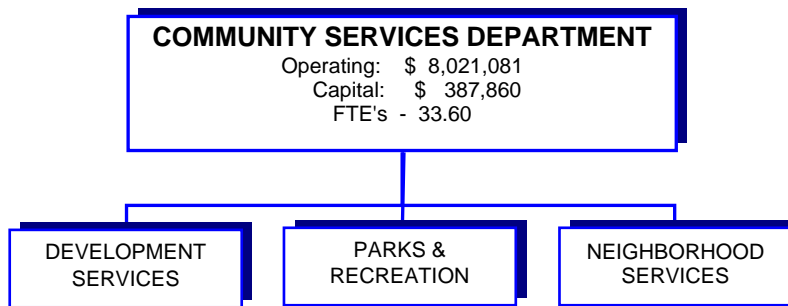 COMMUNITY SERVICES DEPARTMENT
Operating: $ 8,021,081
Capital: $ 387,860
FTE's - 33.60
DEVELOPMENT
SERVICES
PARKS &
RECREATION
NEIGHBORHOOD
SERVICES